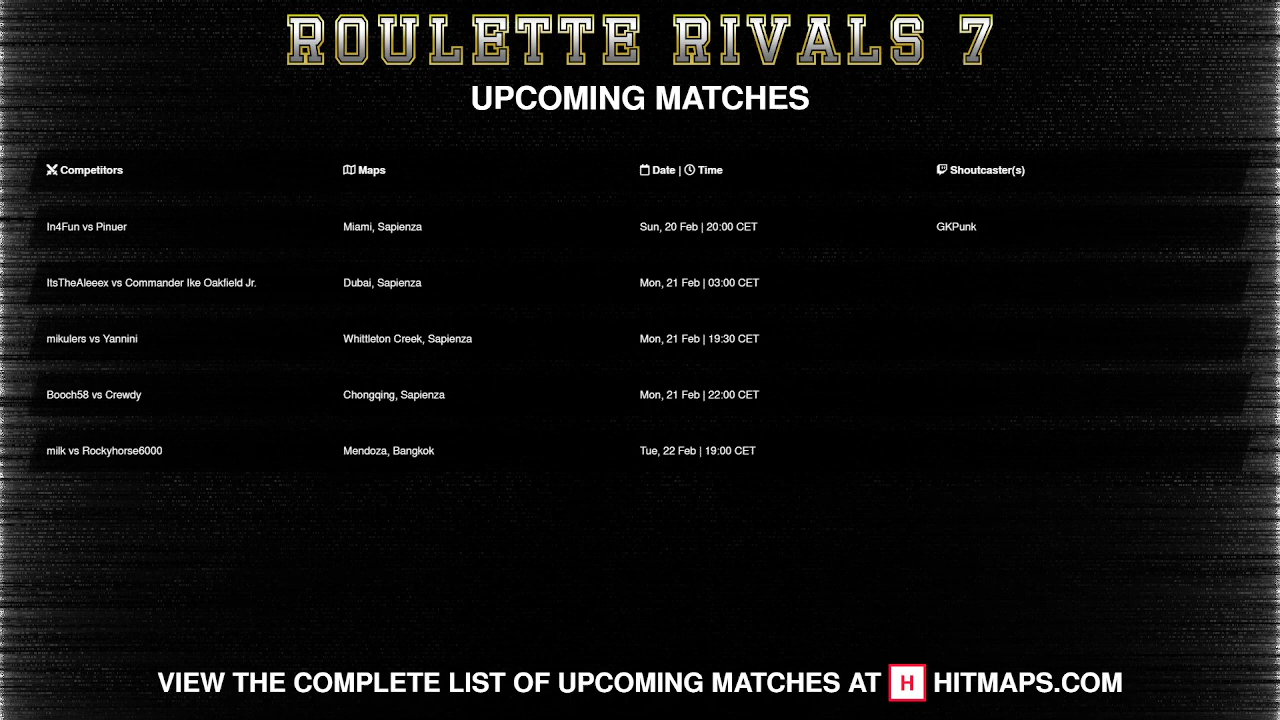 ROULETTE RIVALS 7
UPCOMING MATCHES
Competitors Maps Date | Time Shoutcaster(s)
In4Fun vs Pinuer Miami, Sapienza Sun, 20 Feb | 20:00 CET GKPunk
ItsTheAleeex vs Commander Ike Oakfield Jr. Dubai, Sapienza Mon, 21 Feb | 03:00 CET
mikulers vs Yannini Whittleton Creek, Sapienza Mon, 21 Feb | 19:30 CET
Booch58 vs Crewdy Chongqing, Sapienza Mon, 21 Feb | 22:00 CET
milk vs Rockyhorse6000 Mendoza, Bangkok Tue, 22 Feb | 19:00 CET
VIEW THE COMPLETE LIST OF UPCOMING MATCHES AT H HITMAPS.COM